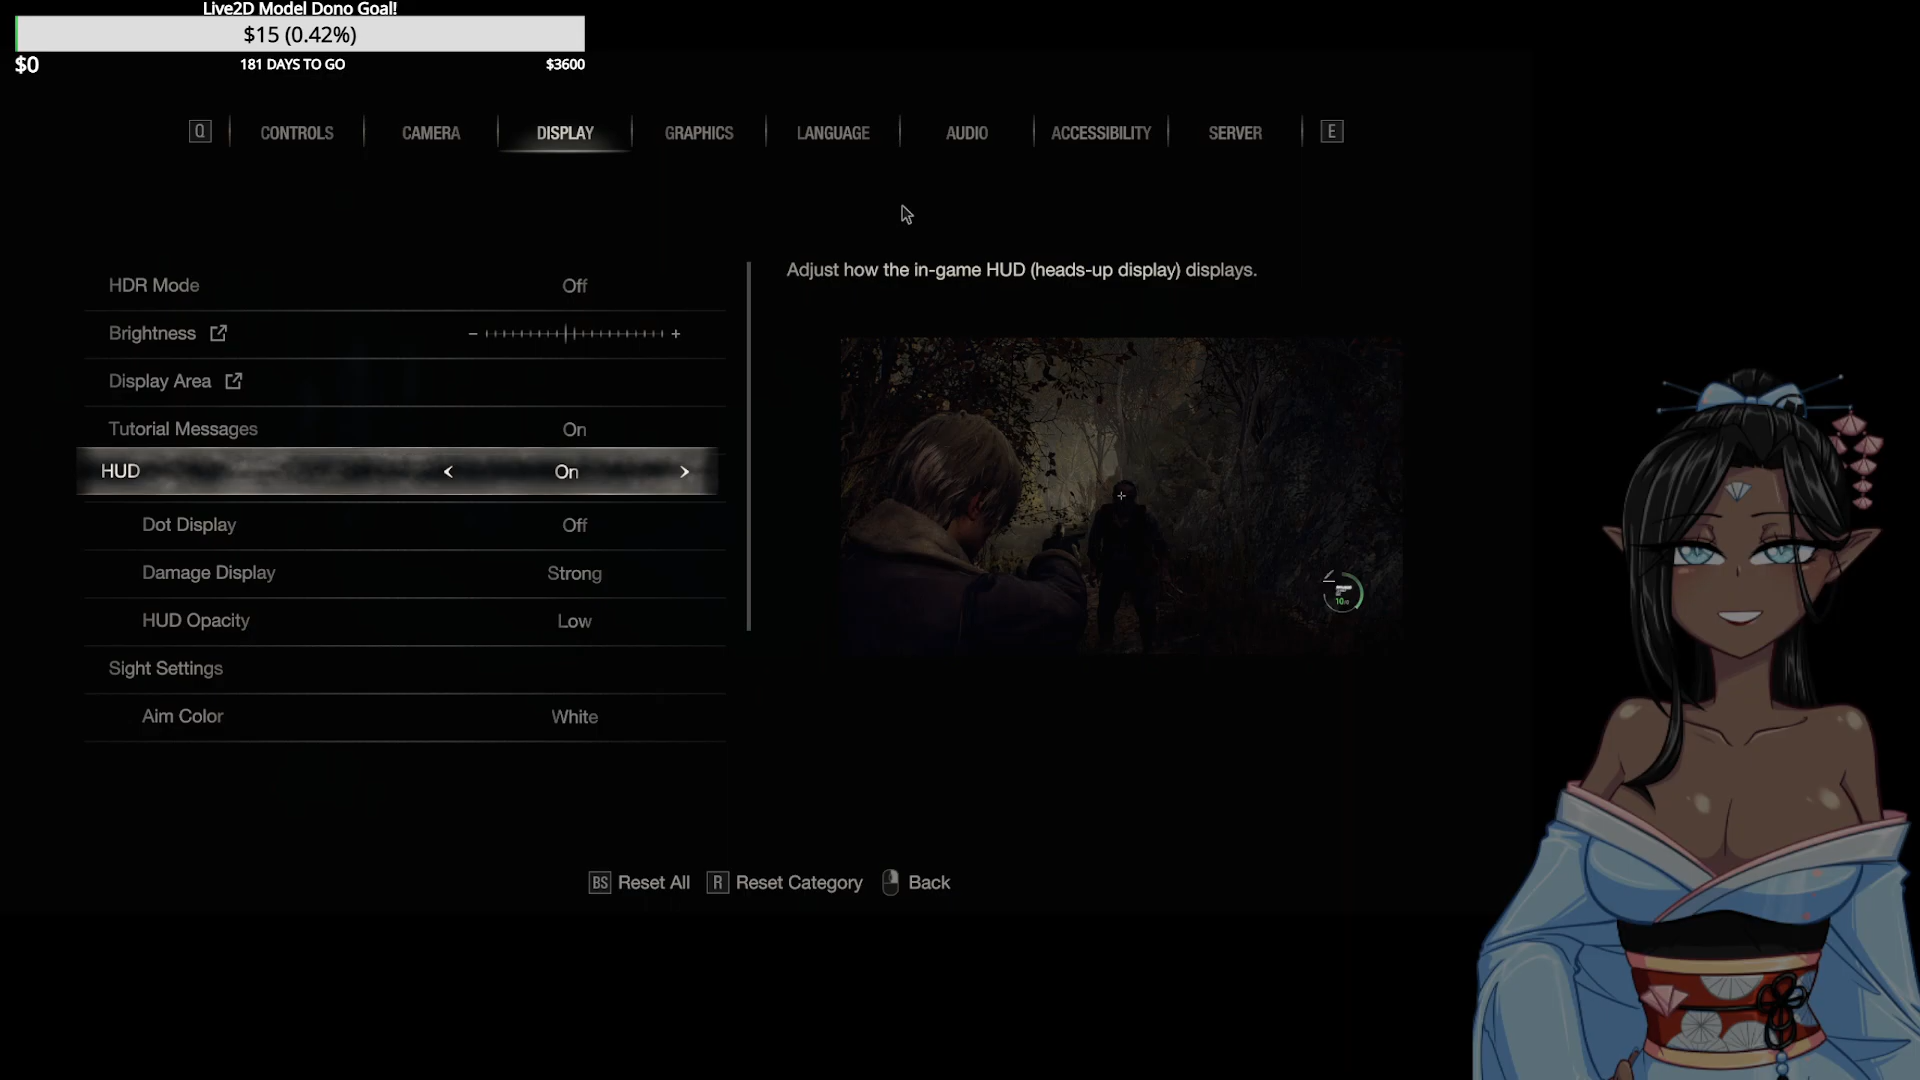 Live2D Model Dono Goal!
$15 (0.42%)
$0 181 DAYS TO GO $3600
Q CONTROLS CAMERA DISPLAY GRAPHICS LANGUAGE AUDIO ACCESSIBILITY SERVER E
Adjust how the in-game HUD (heads-up display) displays.
HDR Mode Off
Brightness - +
Display Area
Tutorial Messages On
HUD < On >
Dot Display Off
Damage Display Strong
HUD Opacity Low
Sight Settings
Aim Color White
10
BS Reset All R Reset Category Back